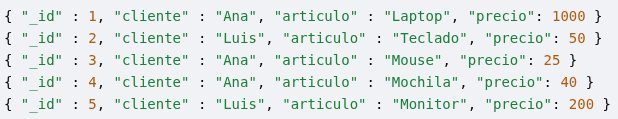 { "_id" : 1, "cliente" : "Ana", "articulo" : "Laptop", "precio": 1000 }
{ "_id" : 2, "cliente" : "Luis", "articulo" : "Teclado", "precio": 50 }
{ "_id" : 3, "cliente" : "Ana", "articulo" : "Mouse", "precio": 25 }
{ "_id" : 4, "cliente" : "Ana", "articulo" : "Mochila", "precio": 40 }
{ "_id" : 5, "cliente" : "Luis", "articulo" : "Monitor", "precio": 200 }